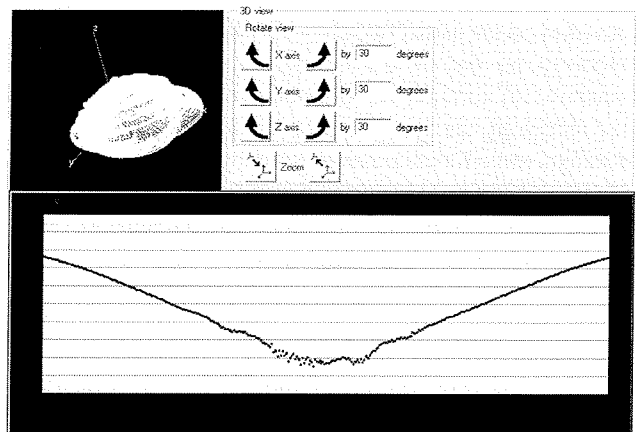 3D view
Rotate view
X axis by 30 degrees
Y axis by 30 degrees
Z axis by 30 degrees
Zoom
z
y